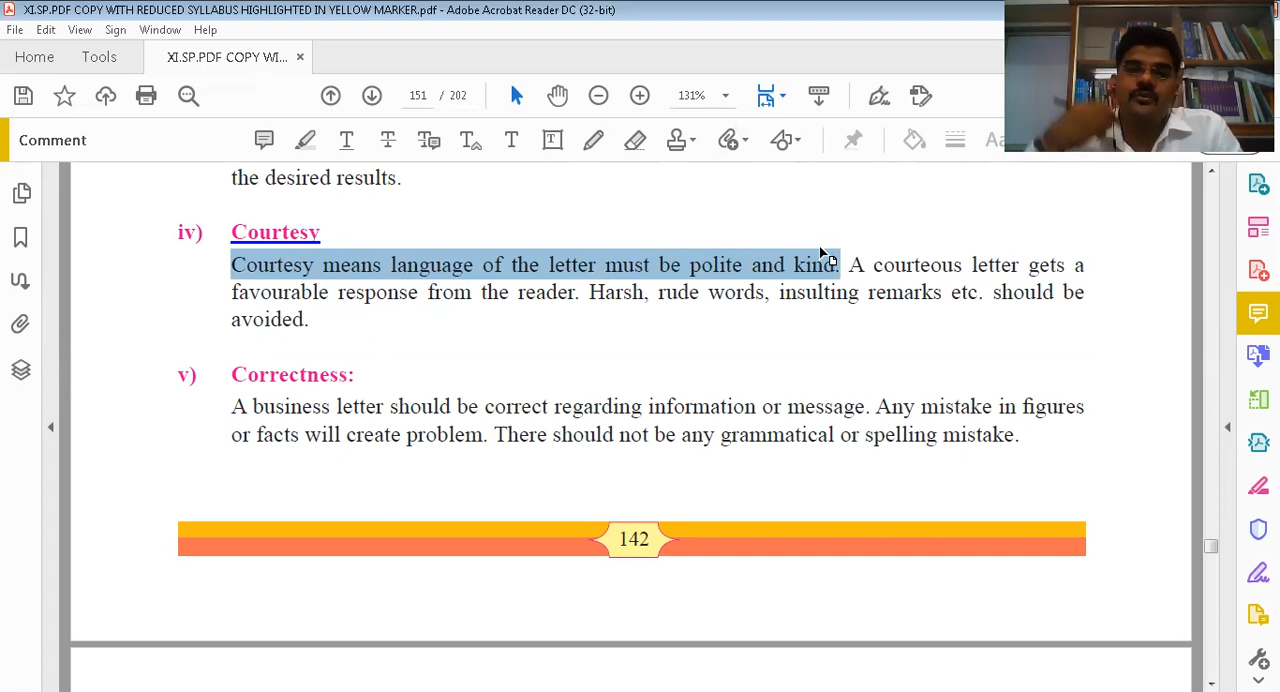 XI.SP.PDF COPY WITH REDUCED SYLLABUS HIGHLIGHTED IN YELLOW MARKER.pdf - Adobe Acrobat Reader DC (32-bit)
File Edit View Sign Window Help
Home Tools XI.SP.PDF COPY WI... ×
151 / 202 131%
Comment
the desired results.
iv) Courtesy
Courtesy means language of the letter must be polite and kind. A courteous letter gets a
favourable response from the reader. Harsh, rude words, insulting remarks etc. should be
avoided.
v) Correctness:
A business letter should be correct regarding information or message. Any mistake in figures
or facts will create problem. There should not be any grammatical or spelling mistake.
142